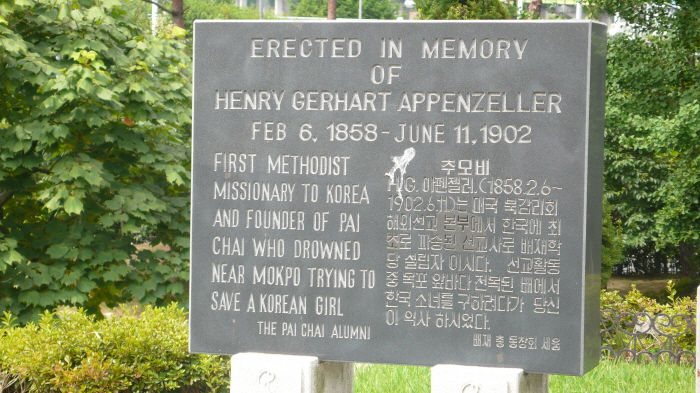 ERECTED IN MEMORY
OF
HENRY GERHART APPENZELLER
FEB 6, 1858-JUNE 11, 1902
FIRST METHODIST
MISSIONARY TO KOREA
AND FOUNDER OF PAI
CHAI WHO DROWNED
NEAR MOKPO TRYING TO
SAVE A KOREAN GIRL
THE PAI CHAI ALUMNI
추모비
H.G. 아펜젤러.(1858.2.6-
1902.6.11)는 미국 북감리회
해외선교 본부에서 한국에 최
초로 파송된 선교사로 배재학
당 설립자 이시다. 선교활동
중 목포 앞바다 전복된 배에서
한국 소녀를 구하려다가 당신
이 익사 하시었다.
배재 총 동창회 세움